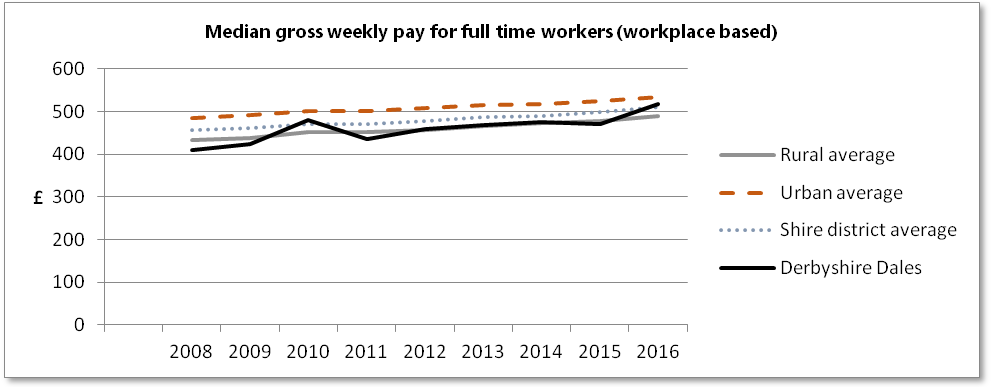 Median gross weekly pay for full time workers (workplace based)
600
500
400
£ 300
200
100
0
2008 2009 2010 2011 2012 2013 2014 2015 2016
Rural average
Urban average
Shire district average
Derbyshire Dales